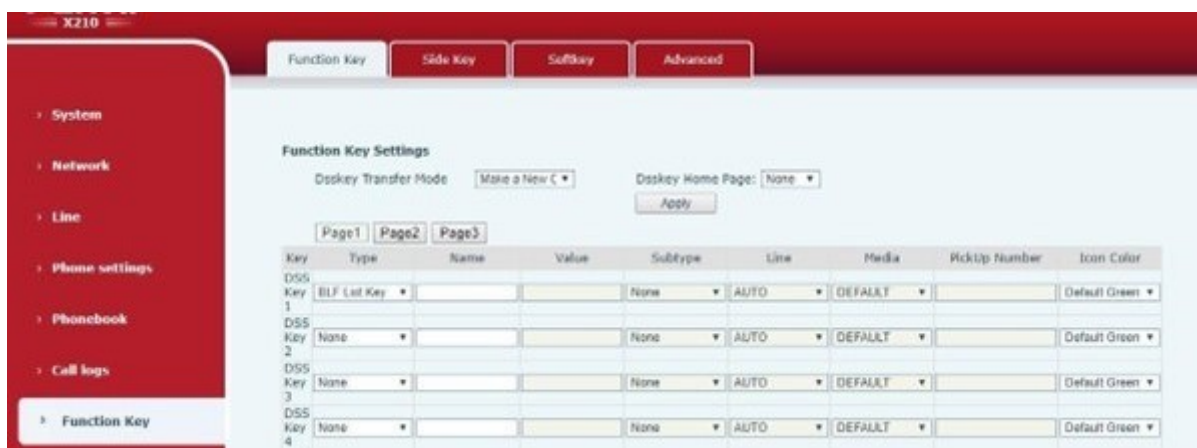 X210
Function Key Side Key Softkey Advanced
System
Network
Line
Phone settings
Phonebook
Call logs
Function Key
Function Key Settings
Dsskey Transfer Mode Make a New C Dsskey Home Page: None
Apply
Page1 Page2 Page3
Key Type Name Value Subtype Line Media PickUp Number Icon Color
DSS Key 1 BLF List Key None AUTO DEFAULT Default Green
DSS Key 2 None None AUTO DEFAULT Default Green
DSS Key 3 None None AUTO DEFAULT Default Green
DSS Key 4 None None AUTO DEFAULT Default Green